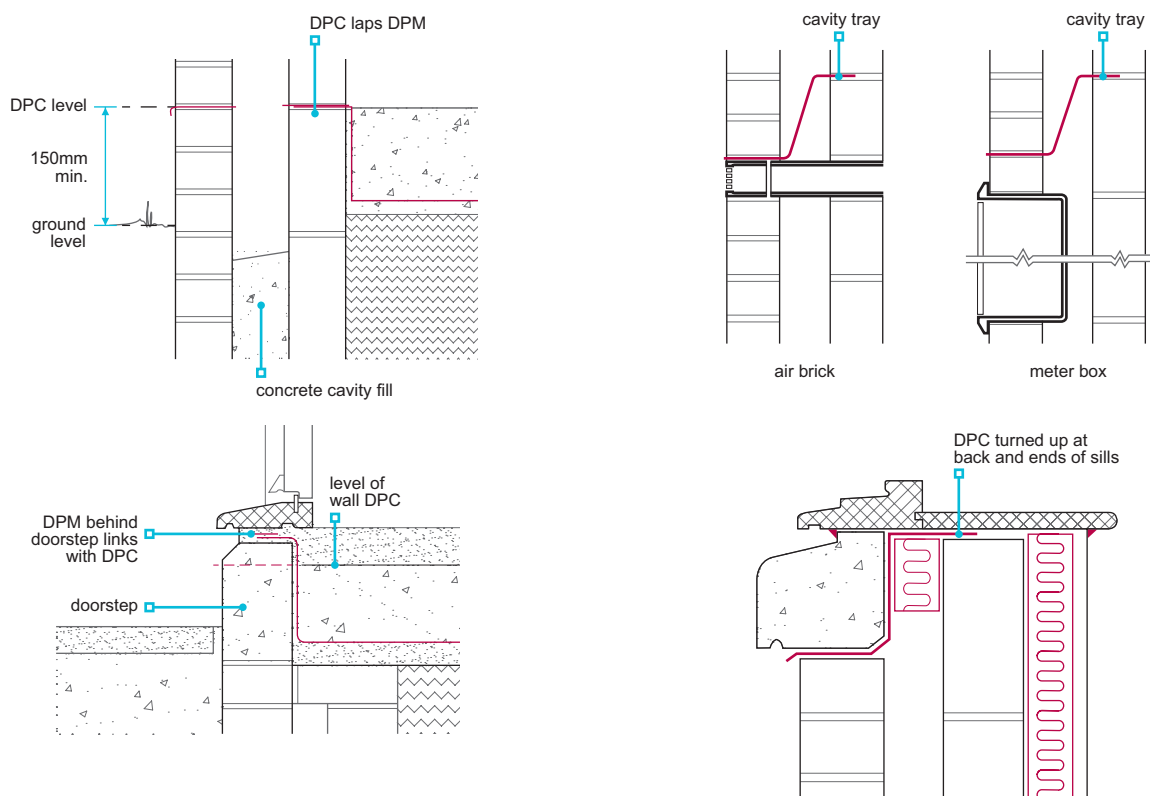 DPC laps DPM
DPC level
150mm
min.
ground
level
concrete cavity fill
cavity tray
cavity tray
air brick
meter box
level of
wall DPC
DPM behind
doorstep links
with DPC
doorstep
DPC turned up at
back and ends of sills